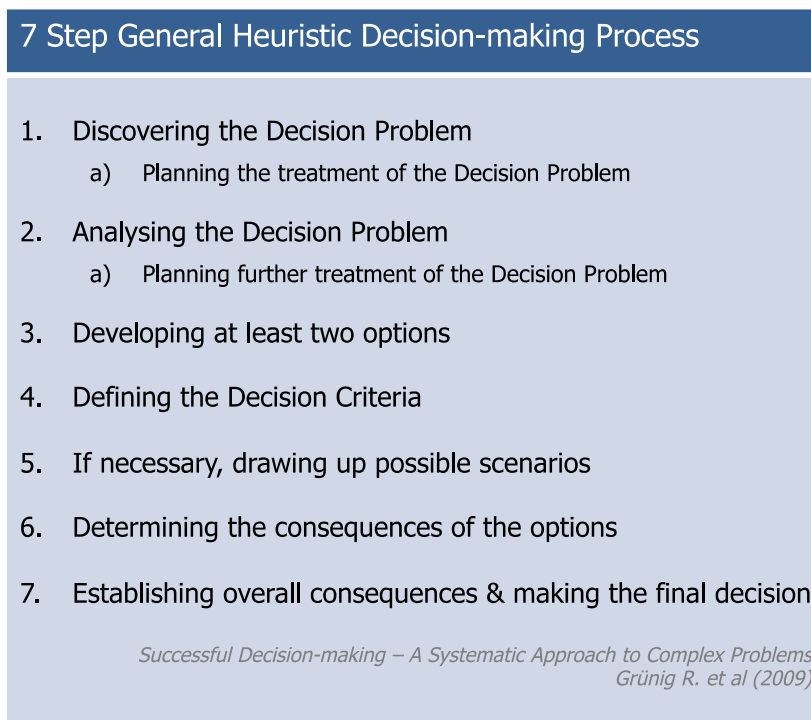 7 Step General Heuristic Decision-making Process
1. Discovering the Decision Problem
a) Planning the treatment of the Decision Problem
2. Analysing the Decision Problem
a) Planning further treatment of the Decision Problem
3. Developing at least two options
4. Defining the Decision Criteria
5. If necessary, drawing up possible scenarios
6. Determining the consequences of the options
7. Establishing overall consequences & making the final decision
Successful Decision-making – A Systematic Approach to Complex Problems
Grünig R. et al (2009)